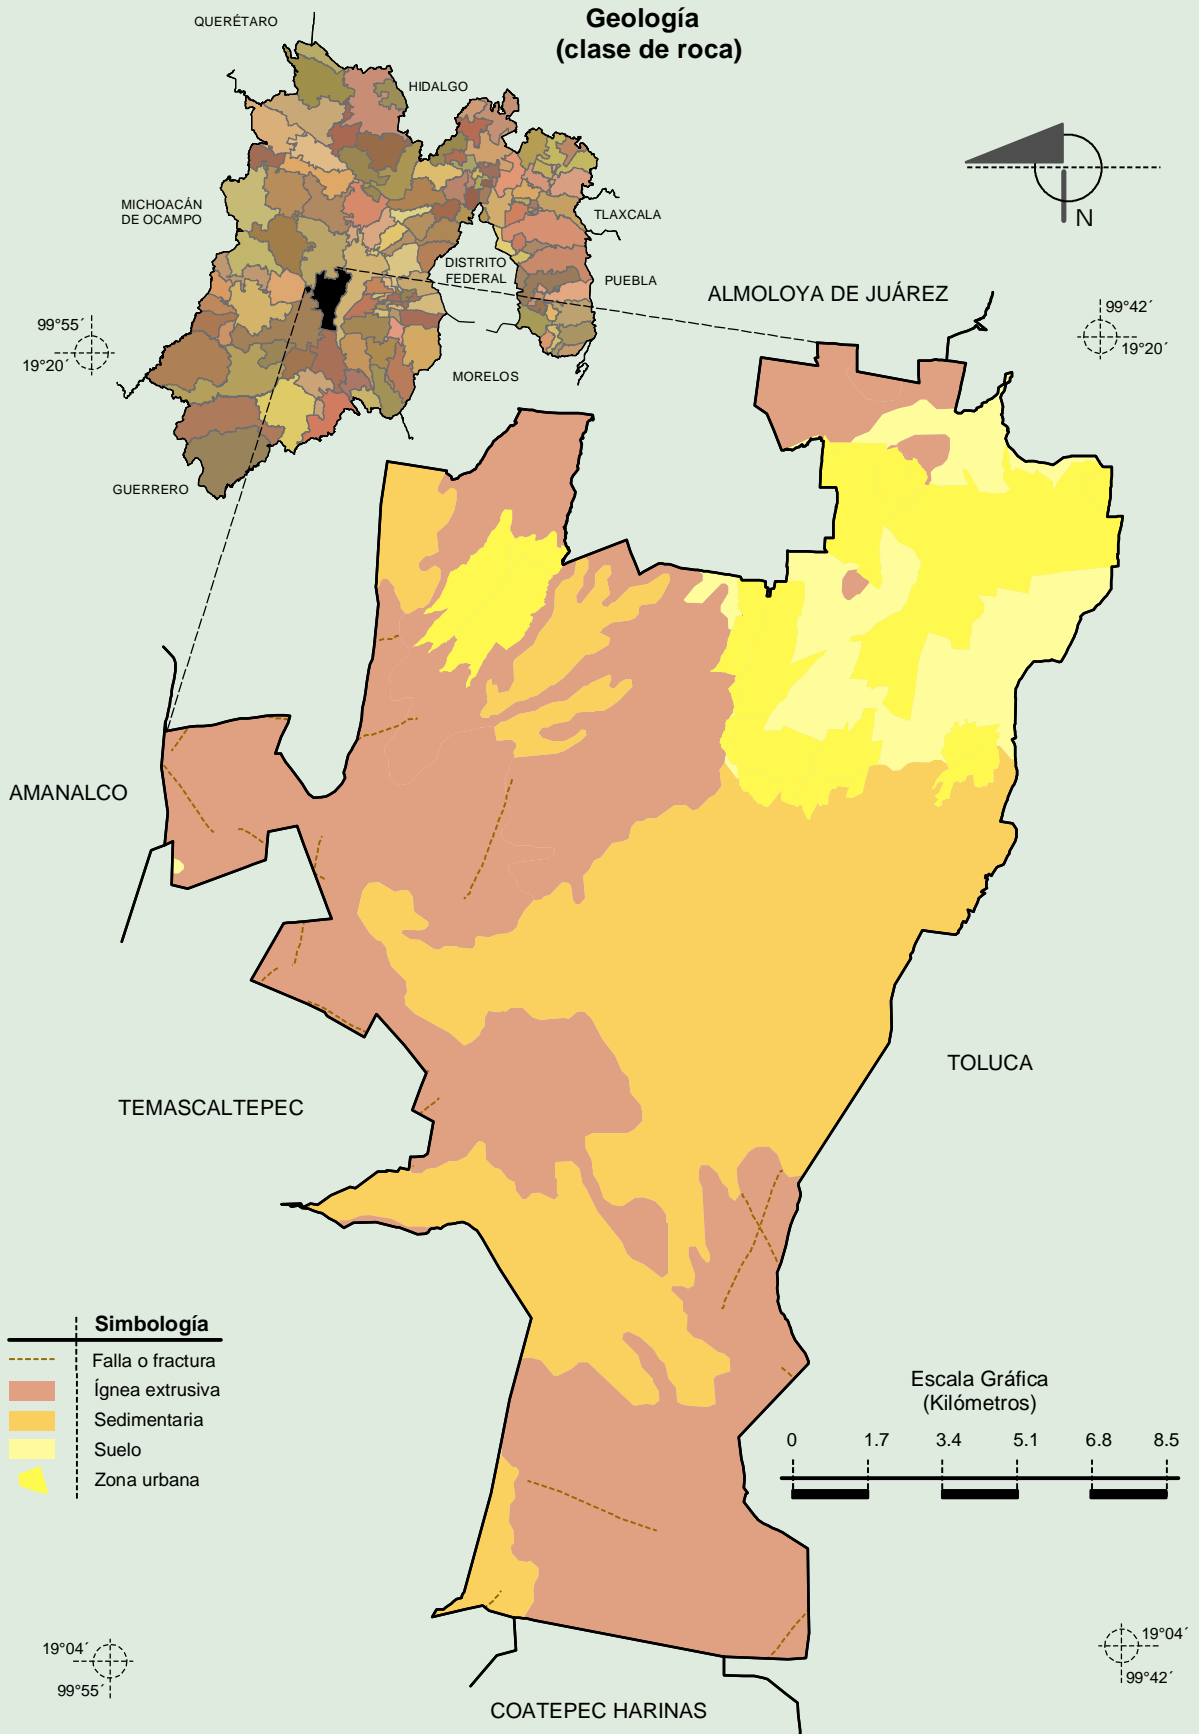 Geología
(clase de roca)
QUERÉTARO
HIDALGO
MICHOACÁN
DE OCAMPO
TLAXCALA
DISTRITO
FEDERAL
PUEBLA
MORELOS
GUERRERO
N
ALMOLOYA DE JUÁREZ
99°55´
19°20´
99°42´
19°20´
AMANALCO
TEMASCALTEPEC
TOLUCA
Simbología
Falla o fractura
Ígnea extrusiva
Sedimentaria
Suelo
Zona urbana
Escala Gráfica
(Kilómetros)
0 1.7 3.4 5.1 6.8 8.5
19°04´
99°55´
19°04´
99°42´
COATEPEC HARINAS